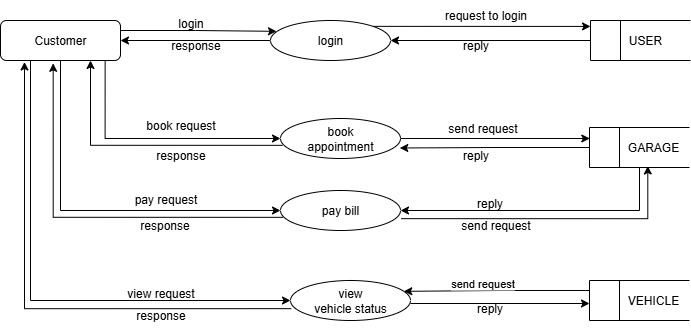 login
request to login
Customer
login
USER
response
reply
book request
book
appointment
send request
GARAGE
response
reply
pay request
pay bill
reply
response
send request
view request
view
vehicle status
send request
VEHICLE
response
reply